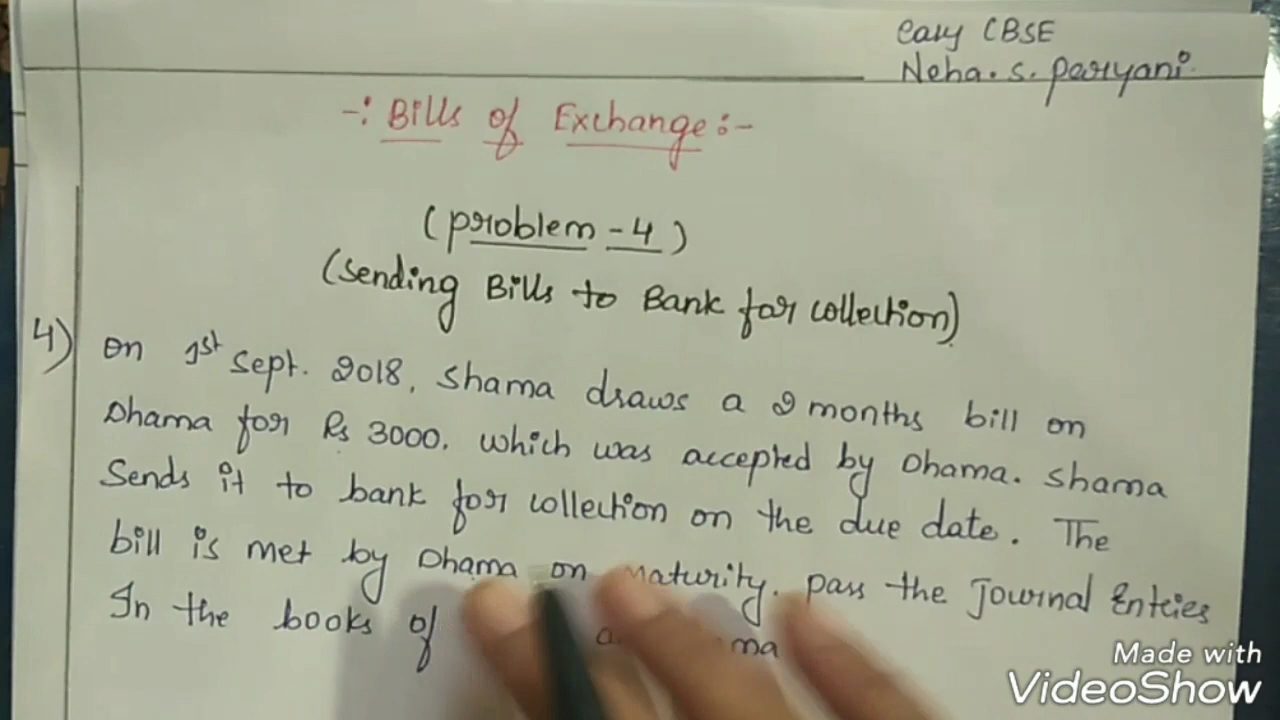 easy CBSE
Neha. S. Paryani
-: Bills of Exchange :-
(problem - 4)
(Sending Bills to Bank for collection)
4) On 1st Sept. 2018, Shama draws a 2 months bill on
Dhama for Rs 3000. which was accepted by Dhama. Shama
Sends it to bank for collection on the due date. The
bill is met by Dhama on maturity. pass the Journal Entries
In the books of
Made with
VideoShow